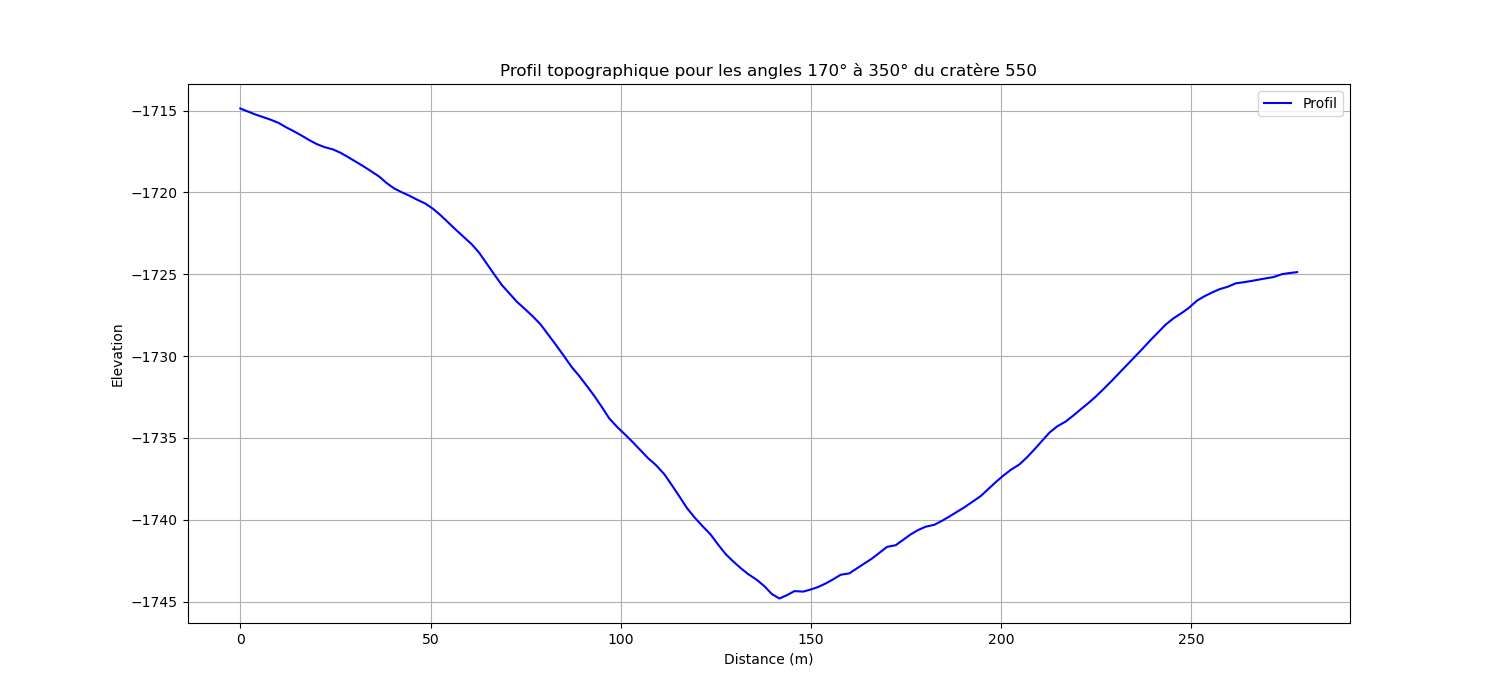 Profil topographique pour les angles 170° à 350° du cratère 550
Profil
−1715
−1720
−1725
−1730
−1735
−1740
−1745
Elevation
0 50 100 150 200 250
Distance (m)